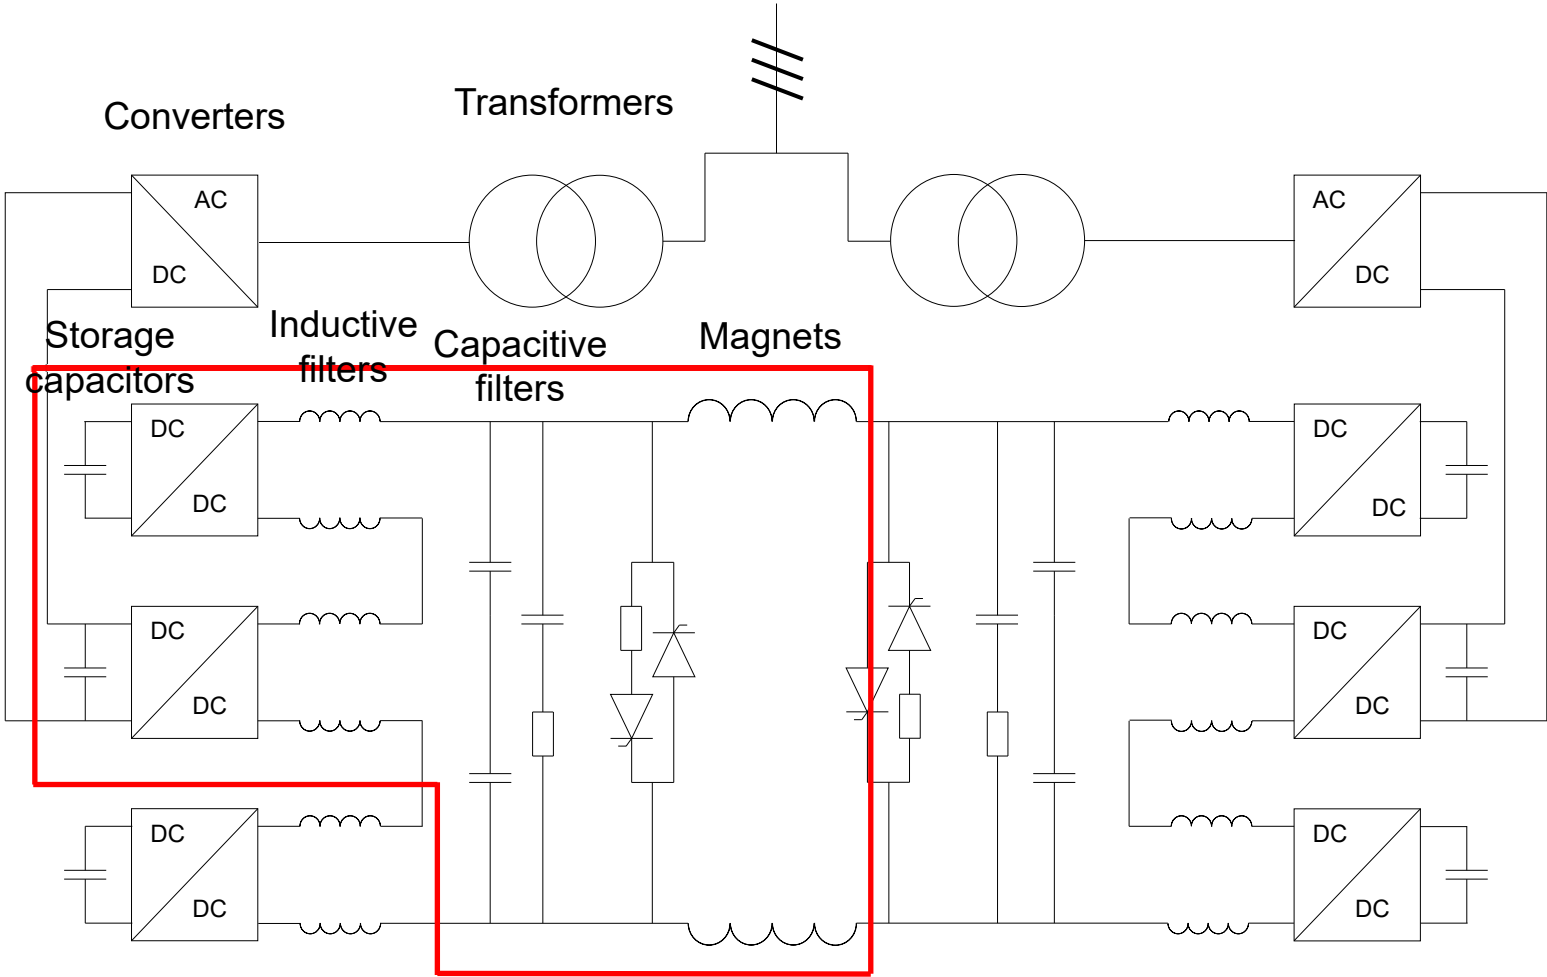 Transformers
Converters
AC
DC
AC
DC
Storage
capacitors
Inductive
filters
Capacitive
filters
Magnets
DC
DC
DC
DC
DC
DC
DC
DC
DC
DC
DC
DC